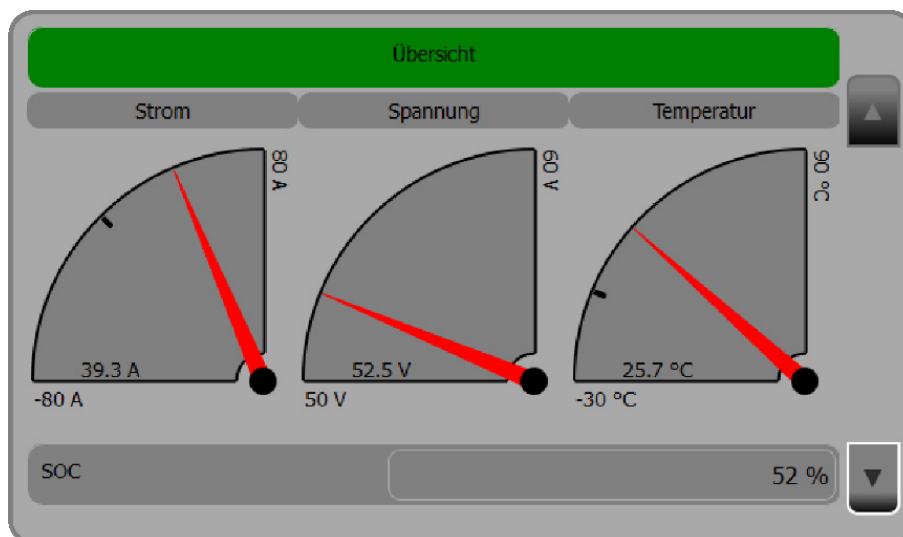 Übersicht
Strom
Spannung
Temperatur
80 A
60 V
90 °C
39.3 A
52.5 V
25.7 °C
-80 A
50 V
-30 °C
SOC
52 %